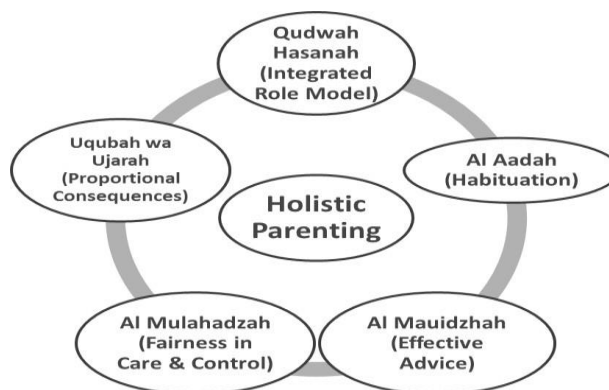 Qudwah
Hasanah
(Integrated
Role Model)
Uqubah wa
Ujarah
(Proportional
Consequences)
Al Aadah
(Habituation)
Holistic
Parenting
Al Mulahadzah
(Fairness in
Care & Control)
Al Mauidzhah
(Effective
Advice)